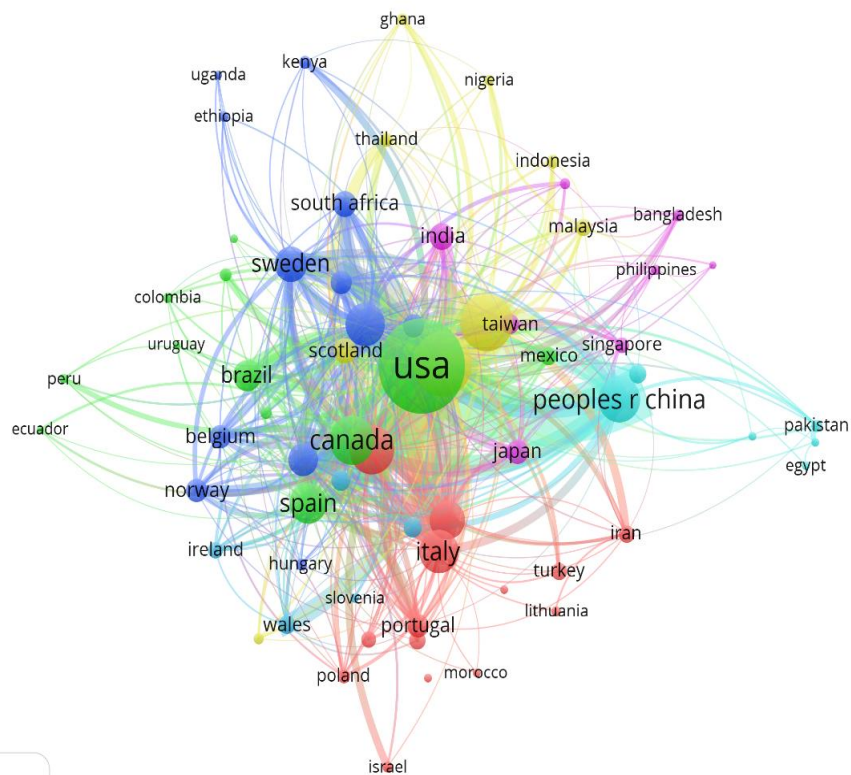 ghana
kenya
uganda
nigeria
ethiopia
thailand
indonesia
south africa
bangladesh
malaysia
india
sweden
philippines
colombia
taiwan
uruguay
scotland
singapore
mexico
usa
brazil
peru
peoples r china
pakistan
ecuador
belgium
canada
japan
egypt
norway
spain
iran
ireland
italy
hungary
turkey
slovenia
lithuania
wales
portugal
poland
morocco
israel